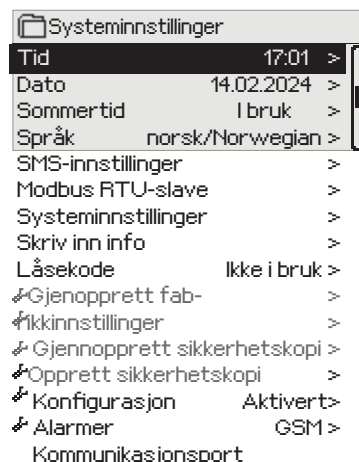 Systeminnstillinger
Tid 17:01 >
Dato 14.02.2024 >
Sommertid I bruk >
Språk norsk/Norwegian >
SMS-innstillinger >
Modbus RTU-slave >
Systeminnstillinger >
Skriv inn info >
Låsekode Ikke i bruk >
Gjenopprett fab- >
rikkinnstillinger >
Gjennopprett sikkerhetskopi >
Opprett sikkerhetskopi >
Konfigurasjon Aktivert>
Alarmer GSM >
Kommunikasjonsport